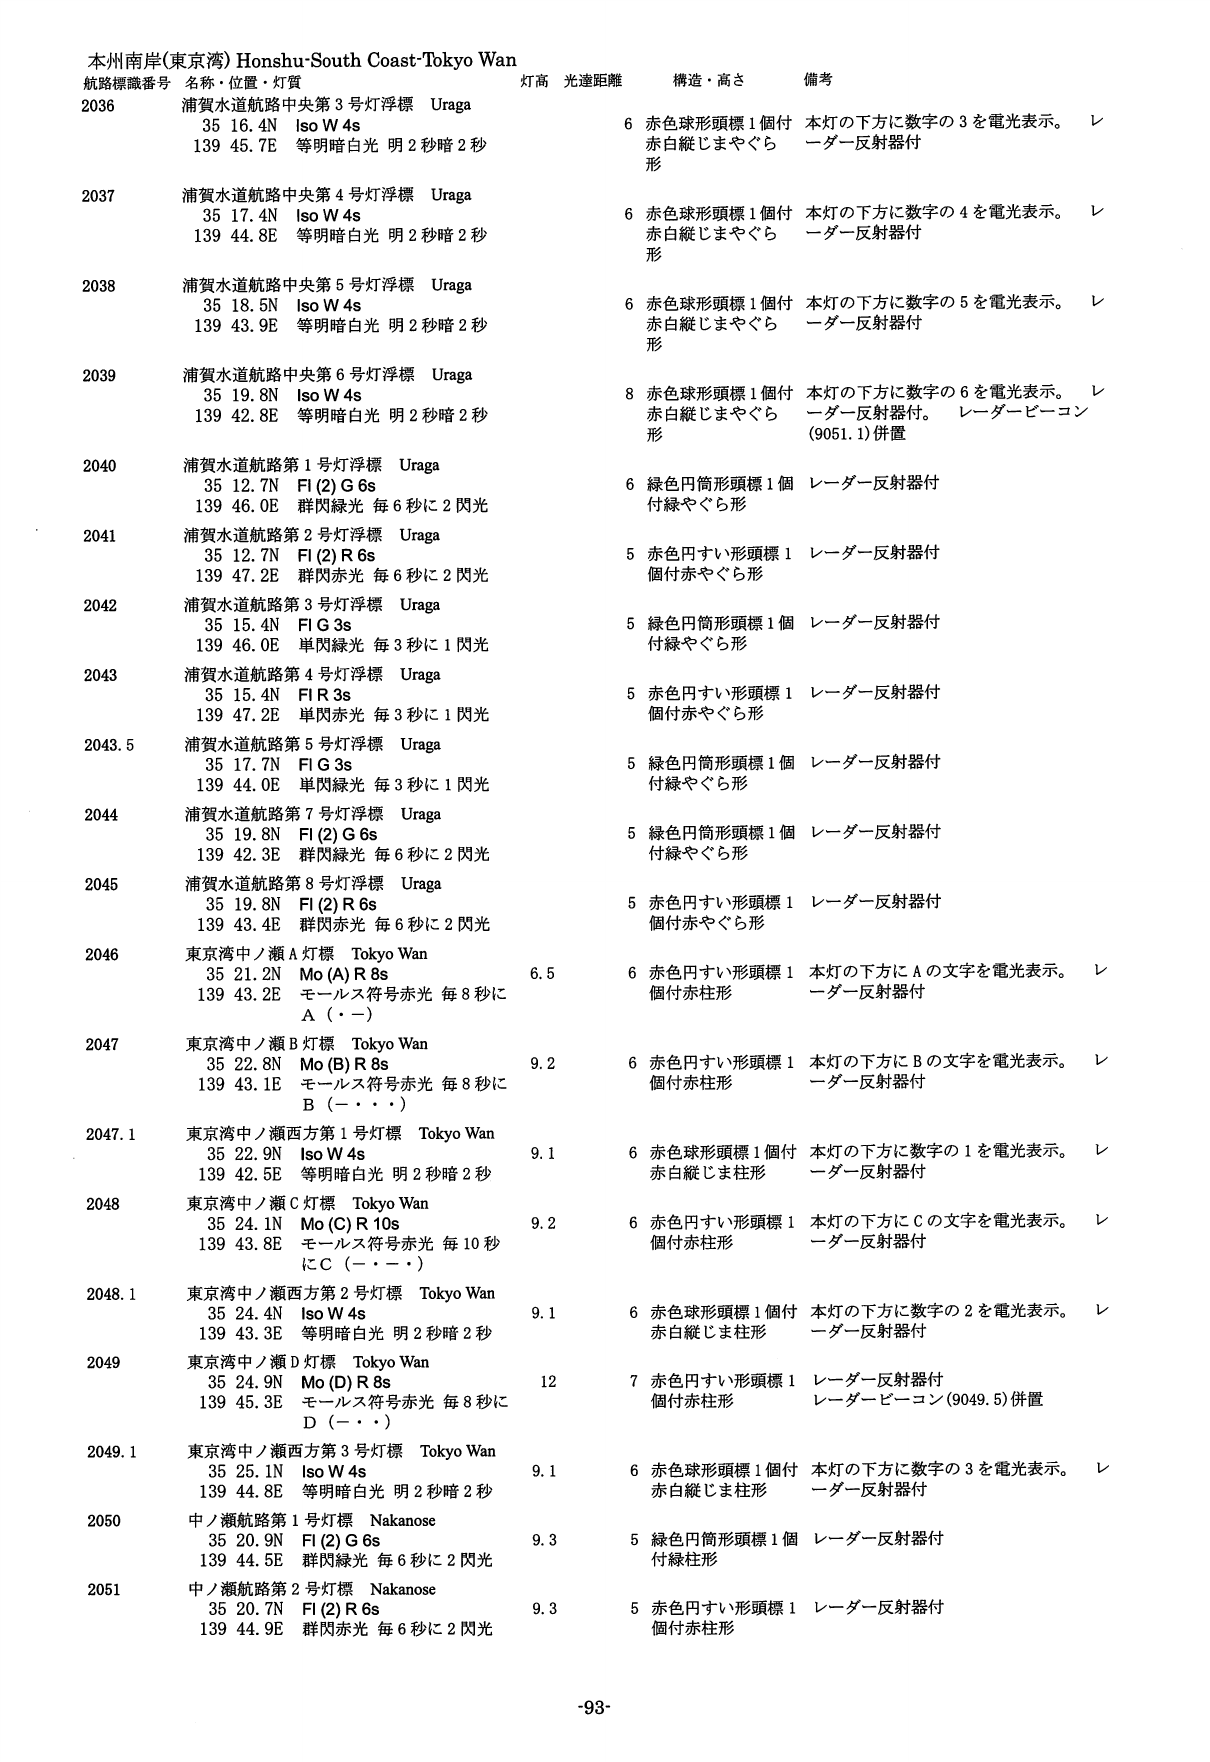 本州南岸(東京湾) Honshu-South Coast-Tokyo Wan
航路標識番号 名称・位置・灯質 灯高 光達距離 構造・高さ 備考
2036 浦賀水道航路中央第3号灯浮標 Uraga
35 16.4N Iso W 4s 6 赤色球形頭標1個付 本灯の下方に数字の3を電光表示。 レ
139 45.7E 等明暗白光 明2秒暗2秒 赤白縦じまやぐら ーダー反射器付
形
2037 浦賀水道航路中央第4号灯浮標 Uraga
35 17.4N Iso W 4s 6 赤色球形頭標1個付 本灯の下方に数字の4を電光表示。 レ
139 44.8E 等明暗白光 明2秒暗2秒 赤白縦じまやぐら ーダー反射器付
形
2038 浦賀水道航路中央第5号灯浮標 Uraga
35 18.5N Iso W 4s 6 赤色球形頭標1個付 本灯の下方に数字の5を電光表示。 レ
139 43.9E 等明暗白光 明2秒暗2秒 赤白縦じまやぐら ーダー反射器付
形
2039 浦賀水道航路中央第6号灯浮標 Uraga
35 19.8N Iso W 4s 8 赤色球形頭標1個付 本灯の下方に数字の6を電光表示。 レ
139 42.8E 等明暗白光 明2秒暗2秒 赤白縦じまやぐら ーダー反射器付。 レーダービーコン
形 (9051.1)併置
2040 浦賀水道航路第1号灯浮標 Uraga
35 12.7N Fl (2) G 6s 6 緑色円筒形頭標1個 レーダー反射器付
139 46.0E 群閃緑光 毎6秒に2閃光 付緑やぐら形
2041 浦賀水道航路第2号灯浮標 Uraga
35 12.7N Fl (2) R 6s 5 赤色円すい形頭標1 レーダー反射器付
139 47.2E 群閃赤光 毎6秒に2閃光 個付赤やぐら形
2042 浦賀水道航路第3号灯浮標 Uraga
35 15.4N Fl G 3s 5 緑色円筒形頭標1個 レーダー反射器付
139 46.0E 単閃緑光 毎3秒に1閃光 付緑やぐら形
2043 浦賀水道航路第4号灯浮標 Uraga
35 15.4N Fl R 3s 5 赤色円すい形頭標1 レーダー反射器付
139 47.2E 単閃赤光 毎3秒に1閃光 個付赤やぐら形
2043.5 浦賀水道航路第5号灯浮標 Uraga
35 17.7N Fl G 3s 5 緑色円筒形頭標1個 レーダー反射器付
139 44.0E 単閃緑光 毎3秒に1閃光 付緑やぐら形
2044 浦賀水道航路第7号灯浮標 Uraga
35 19.8N Fl (2) G 6s 5 緑色円筒形頭標1個 レーダー反射器付
139 42.3E 群閃緑光 毎6秒に2閃光 付緑やぐら形
2045 浦賀水道航路第8号灯浮標 Uraga
35 19.8N Fl (2) R 6s 5 赤色円すい形頭標1 レーダー反射器付
139 43.4E 群閃赤光 毎6秒に2閃光 個付赤やぐら形
2046 東京湾中ノ瀬A灯標 Tokyo Wan
35 21.2N Mo (A) R 8s 6.5 6 赤色円すい形頭標1 本灯の下方にAの文字を電光表示。 レ
139 43.2E モールス符号赤光 毎8秒に 個付赤柱形 ーダー反射器付
A（・－）
2047 東京湾中ノ瀬B灯標 Tokyo Wan
35 22.8N Mo (B) R 8s 9.2 6 赤色円すい形頭標1 本灯の下方にBの文字を電光表示。 レ
139 43.1E モールス符号赤光 毎8秒に 個付赤柱形 ーダー反射器付
B（－・・・）
2047.1 東京湾中ノ瀬西方第1号灯標 Tokyo Wan
35 22.9N Iso W 4s 9.1 6 赤色球形頭標1個付 本灯の下方に数字の1を電光表示。 レ
139 42.5E 等明暗白光 明2秒暗2秒 赤白縦じま柱形 ーダー反射器付
2048 東京湾中ノ瀬C灯標 Tokyo Wan
35 24.1N Mo (C) R 10s 9.2 6 赤色円すい形頭標1 本灯の下方にCの文字を電光表示。 レ
139 43.8E モールス符号赤光 毎10秒 個付赤柱形 ーダー反射器付
にC（－・－・）
2048.1 東京湾中ノ瀬西方第2号灯標 Tokyo Wan
35 24.4N Iso W 4s 9.1 6 赤色球形頭標1個付 本灯の下方に数字の2を電光表示。 レ
139 43.3E 等明暗白光 明2秒暗2秒 赤白縦じま柱形 ーダー反射器付
2049 東京湾中ノ瀬D灯標 Tokyo Wan
35 24.9N Mo (D) R 8s 12 7 赤色円すい形頭標1 レーダー反射器付
139 45.3E モールス符号赤光 毎8秒に 個付赤柱形 レーダービーコン(9049.5)併置
D（－・・）
2049.1 東京湾中ノ瀬西方第3号灯標 Tokyo Wan
35 25.1N Iso W 4s 9.1 6 赤色球形頭標1個付 本灯の下方に数字の3を電光表示。 レ
139 44.8E 等明暗白光 明2秒暗2秒 赤白縦じま柱形 ーダー反射器付
2050 中ノ瀬航路第1号灯標 Nakanose
35 20.9N Fl (2) G 6s 9.3 5 緑色円筒形頭標1個 レーダー反射器付
139 44.5E 群閃緑光 毎6秒に2閃光 付緑柱形
2051 中ノ瀬航路第2号灯標 Nakanose
35 20.7N Fl (2) R 6s 9.3 5 赤色円すい形頭標1 レーダー反射器付
139 44.9E 群閃赤光 毎6秒に2閃光 個付赤柱形
-93-